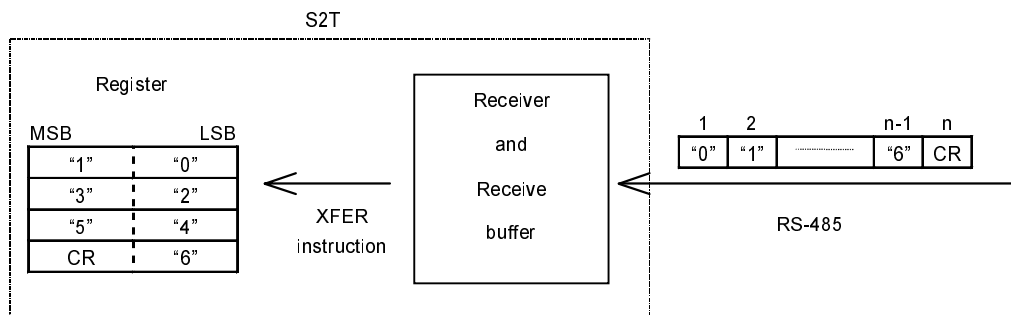 S2T
Register
MSB LSB
“1” “0”
“3” “2”
“5” “4”
CR “6”
XFER
instruction
Receiver
and
Receive
buffer
1 2 n-1 n
“0” “1” “6” CR
RS-485